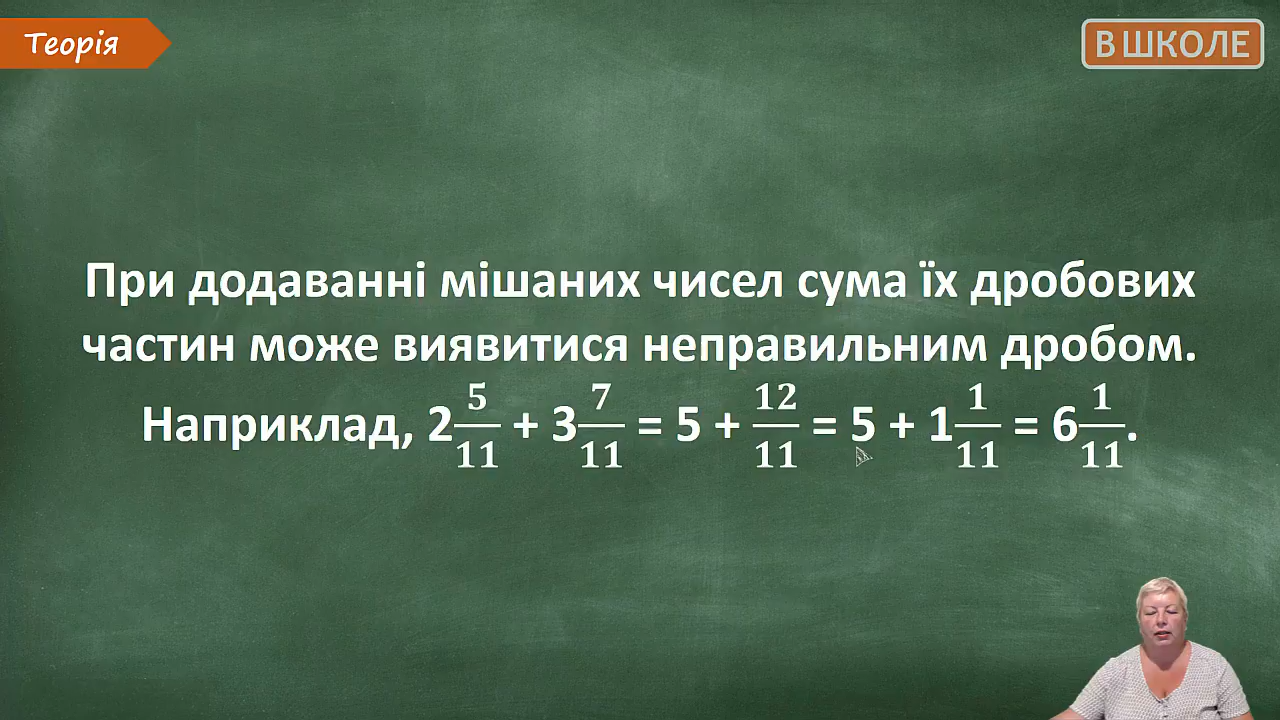 Теорія
В ШКОЛЕ
При додаванні мішаних чисел сума їх дробових
частин може виявитися неправильним дробом.
Наприклад, 2 5/11 + 3 7/11 = 5 + 12/11 = 5 + 1 1/11 = 6 1/11.